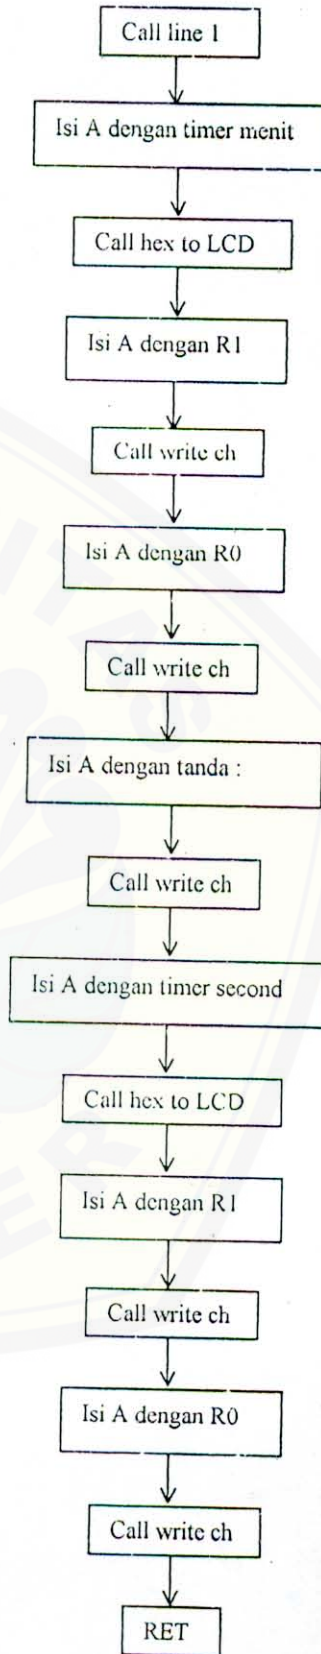 Call line 1
Isi A dengan timer menit
Call hex to LCD
Isi A dengan R1
Call write ch
Isi A dengan R0
Call write ch
Isi A dengan tanda :
Call write ch
Isi A dengan timer second
Call hex to LCD
Isi A dengan R1
Call write ch
Isi A dengan R0
Call write ch
RET